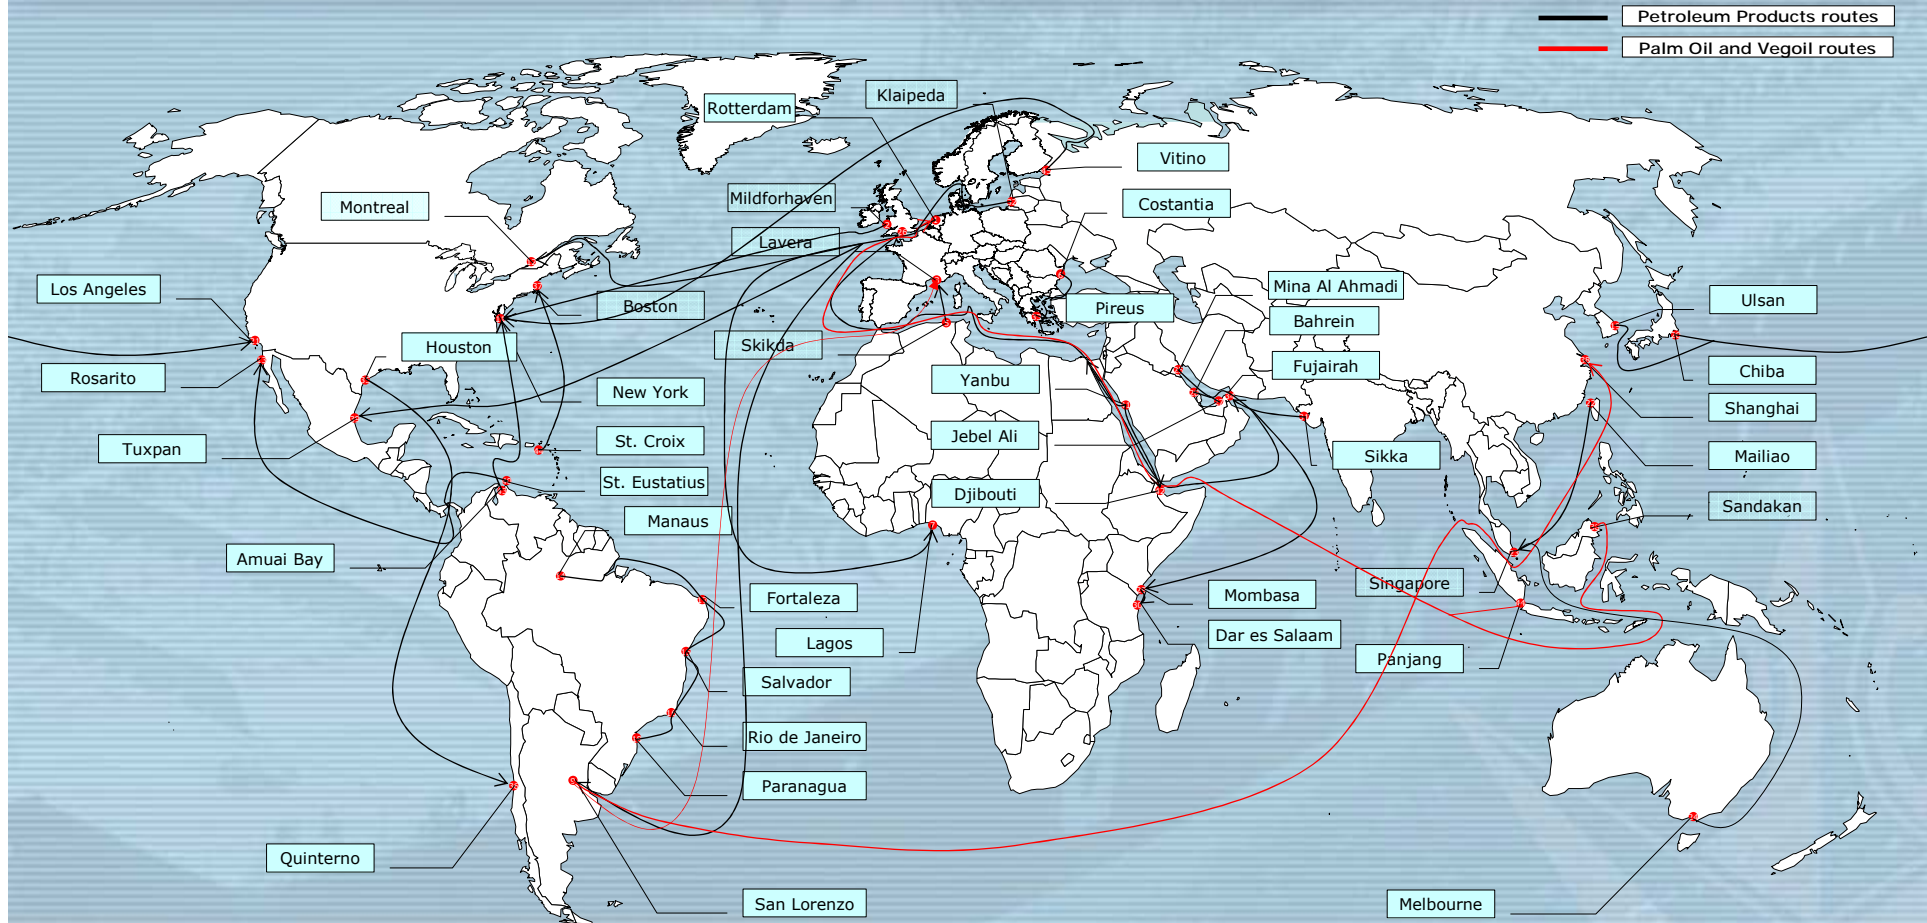 Petroleum Products routes
Palm Oil and Vegoil routes
Klaipeda
Rotterdam
Vitino
Mildforhaven
Montreal
Costantia
Lavera
Los Angeles
Boston
Mina Al Ahmadi
Ulsan
Pireus
Bahrein
Houston
Skikda
Rosarito
Yanbu
Fujairah
Chiba
New York
Shanghai
Tuxpan
St. Croix
Jebel Ali
Sikka
Mailiao
St. Eustatius
Djibouti
Sandakan
Manaus
Amuai Bay
Singapore
Fortaleza
Mombasa
Lagos
Dar es Salaam
Panjang
Salvador
Rio de Janeiro
Paranagua
Quinterno
San Lorenzo
Melbourne